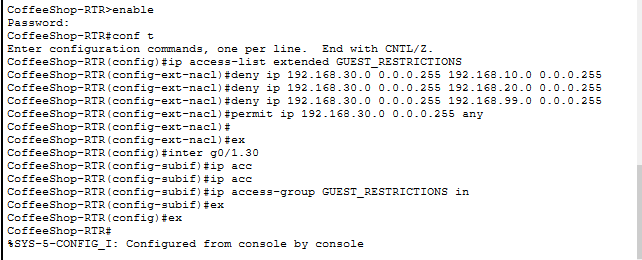 CoffeeShop-RTR>enable
Password:
CoffeeShop-RTR#conf t
Enter configuration commands, one per line.  End with CNTL/Z.
CoffeeShop-RTR(config)#ip access-list extended GUEST_RESTRICTIONS
CoffeeShop-RTR(config-ext-nacl)#deny ip 192.168.30.0 0.0.0.255 192.168.10.0 0.0.0.255
CoffeeShop-RTR(config-ext-nacl)#deny ip 192.168.30.0 0.0.0.255 192.168.20.0 0.0.0.255
CoffeeShop-RTR(config-ext-nacl)#deny ip 192.168.30.0 0.0.0.255 192.168.99.0 0.0.0.255
CoffeeShop-RTR(config-ext-nacl)#permit ip 192.168.30.0 0.0.0.255 any
CoffeeShop-RTR(config-ext-nacl)#
CoffeeShop-RTR(config-ext-nacl)#ex
CoffeeShop-RTR(config)#inter g0/1.30
CoffeeShop-RTR(config-subif)#ip acc
CoffeeShop-RTR(config-subif)#ip acc
CoffeeShop-RTR(config-subif)#ip access-group GUEST_RESTRICTIONS in
CoffeeShop-RTR(config-subif)#ex
CoffeeShop-RTR(config)#ex
CoffeeShop-RTR#
%SYS-5-CONFIG_I: Configured from console by console